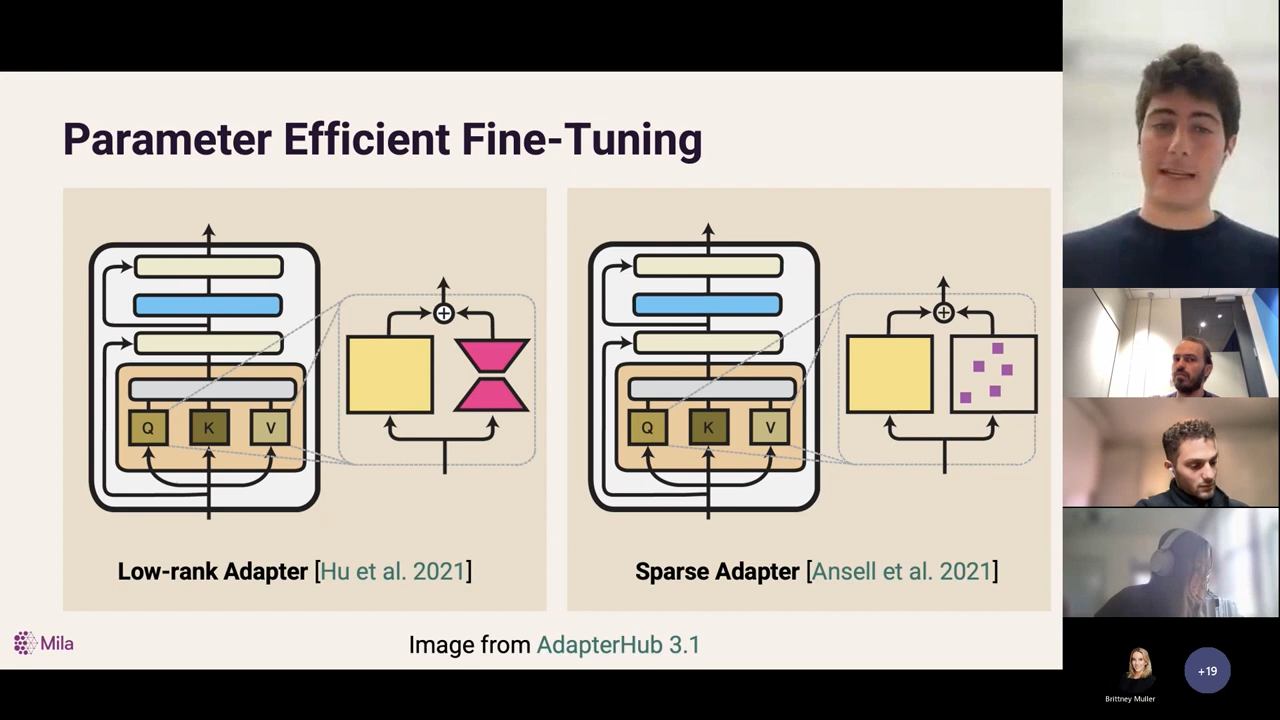 Parameter Efficient Fine-Tuning
Q K V
Low-rank Adapter [Hu et al. 2021]
Q K V
Sparse Adapter [Ansell et al. 2021]
Mila
Image from AdapterHub 3.1
+19
Brittney Muller